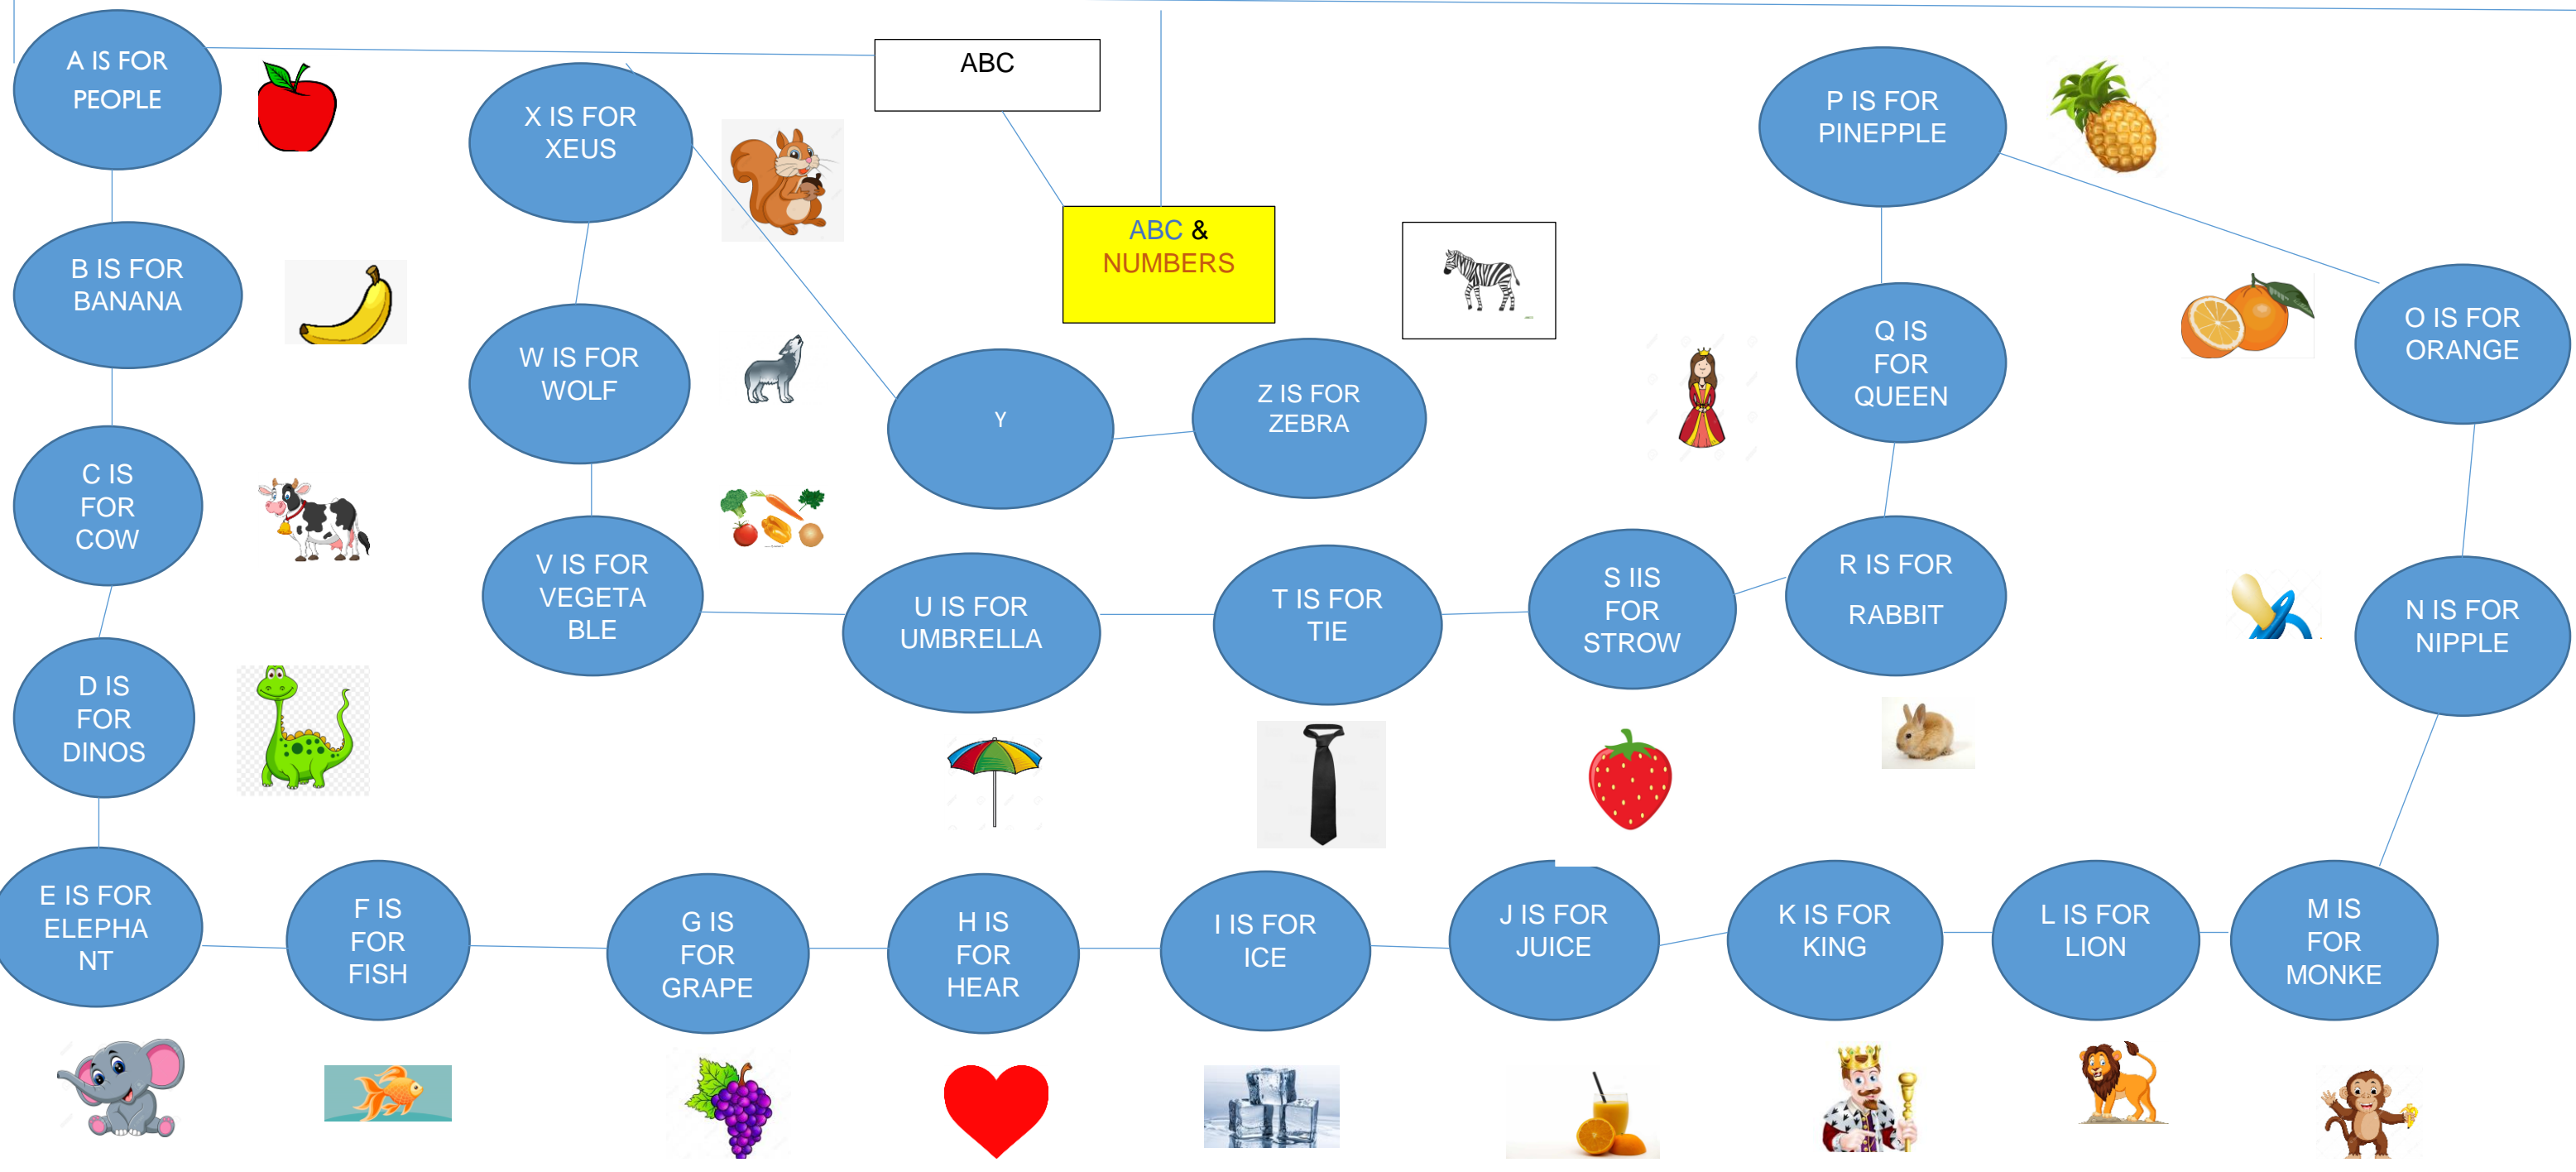 ABC
ABC &
NUMBERS
A IS FOR
PEOPLE
B IS FOR
BANANA
C IS
FOR
COW
D IS
FOR
DINOS
E IS FOR
ELEPHA
NT
F IS
FOR
FISH
G IS
FOR
GRAPE
H IS
FOR
HEAR
I IS FOR
ICE
J IS FOR
JUICE
K IS FOR
KING
L IS FOR
LION
M IS
FOR
MONKE
N IS FOR
NIPPLE
O IS FOR
ORANGE
P IS FOR
PINEPPLE
Q IS
FOR
QUEEN
R IS FOR
RABBIT
S IIS
FOR
STROW
T IS FOR
TIE
U IS FOR
UMBRELLA
V IS FOR
VEGETA
BLE
W IS FOR
WOLF
X IS FOR
XEUS
Y
Z IS FOR
ZEBRA